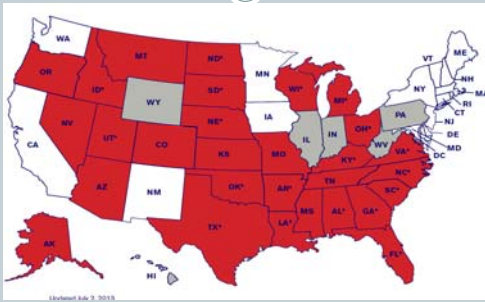 WA
MT
ND*
MN
VT
ME
OR
ID*
SD*
WI*
MI*
NY
NH
MA
WY
RI
CT
NE*
IA
PA
NJ
NV
UT*
CO
IL
IN
OH*
DE
MD
DC
WV
VA*
CA
KS
MO
KY*
AZ
NM
OK*
AR*
TN
NC*
SC*
TX*
LA*
MS
AL*
GA*
FL*
AK
HI
Updated July 2, 2013